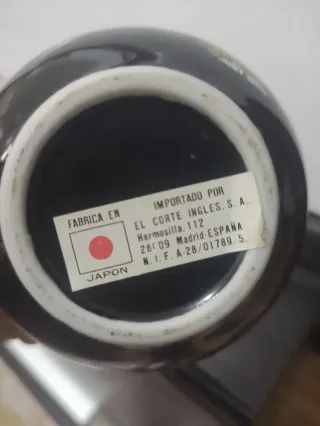 FABRICA EN
JAPON
IMPORTADO POR
EL CORTE INGLES, S.A.,
Hermosilla, 112
28009 Madrid-ESPAÑA
N.I.F. A-28/01789.5.